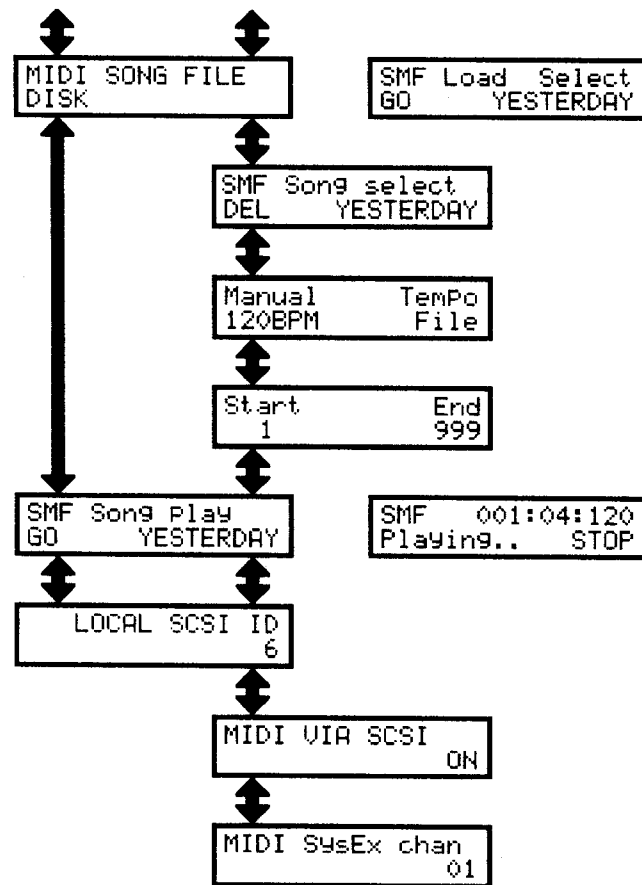 MIDI SONG FILE
DISK
SMF Load Select
GO YESTERDAY
SMF Song select
DEL YESTERDAY
Manual Tempo
120BPM File
Start End
1 999
SMF Song Play
GO YESTERDAY
SMF 001:04:120
Playing.. STOP
LOCAL SCSI ID
6
MIDI VIA SCSI
ON
MIDI SysEx chan
01